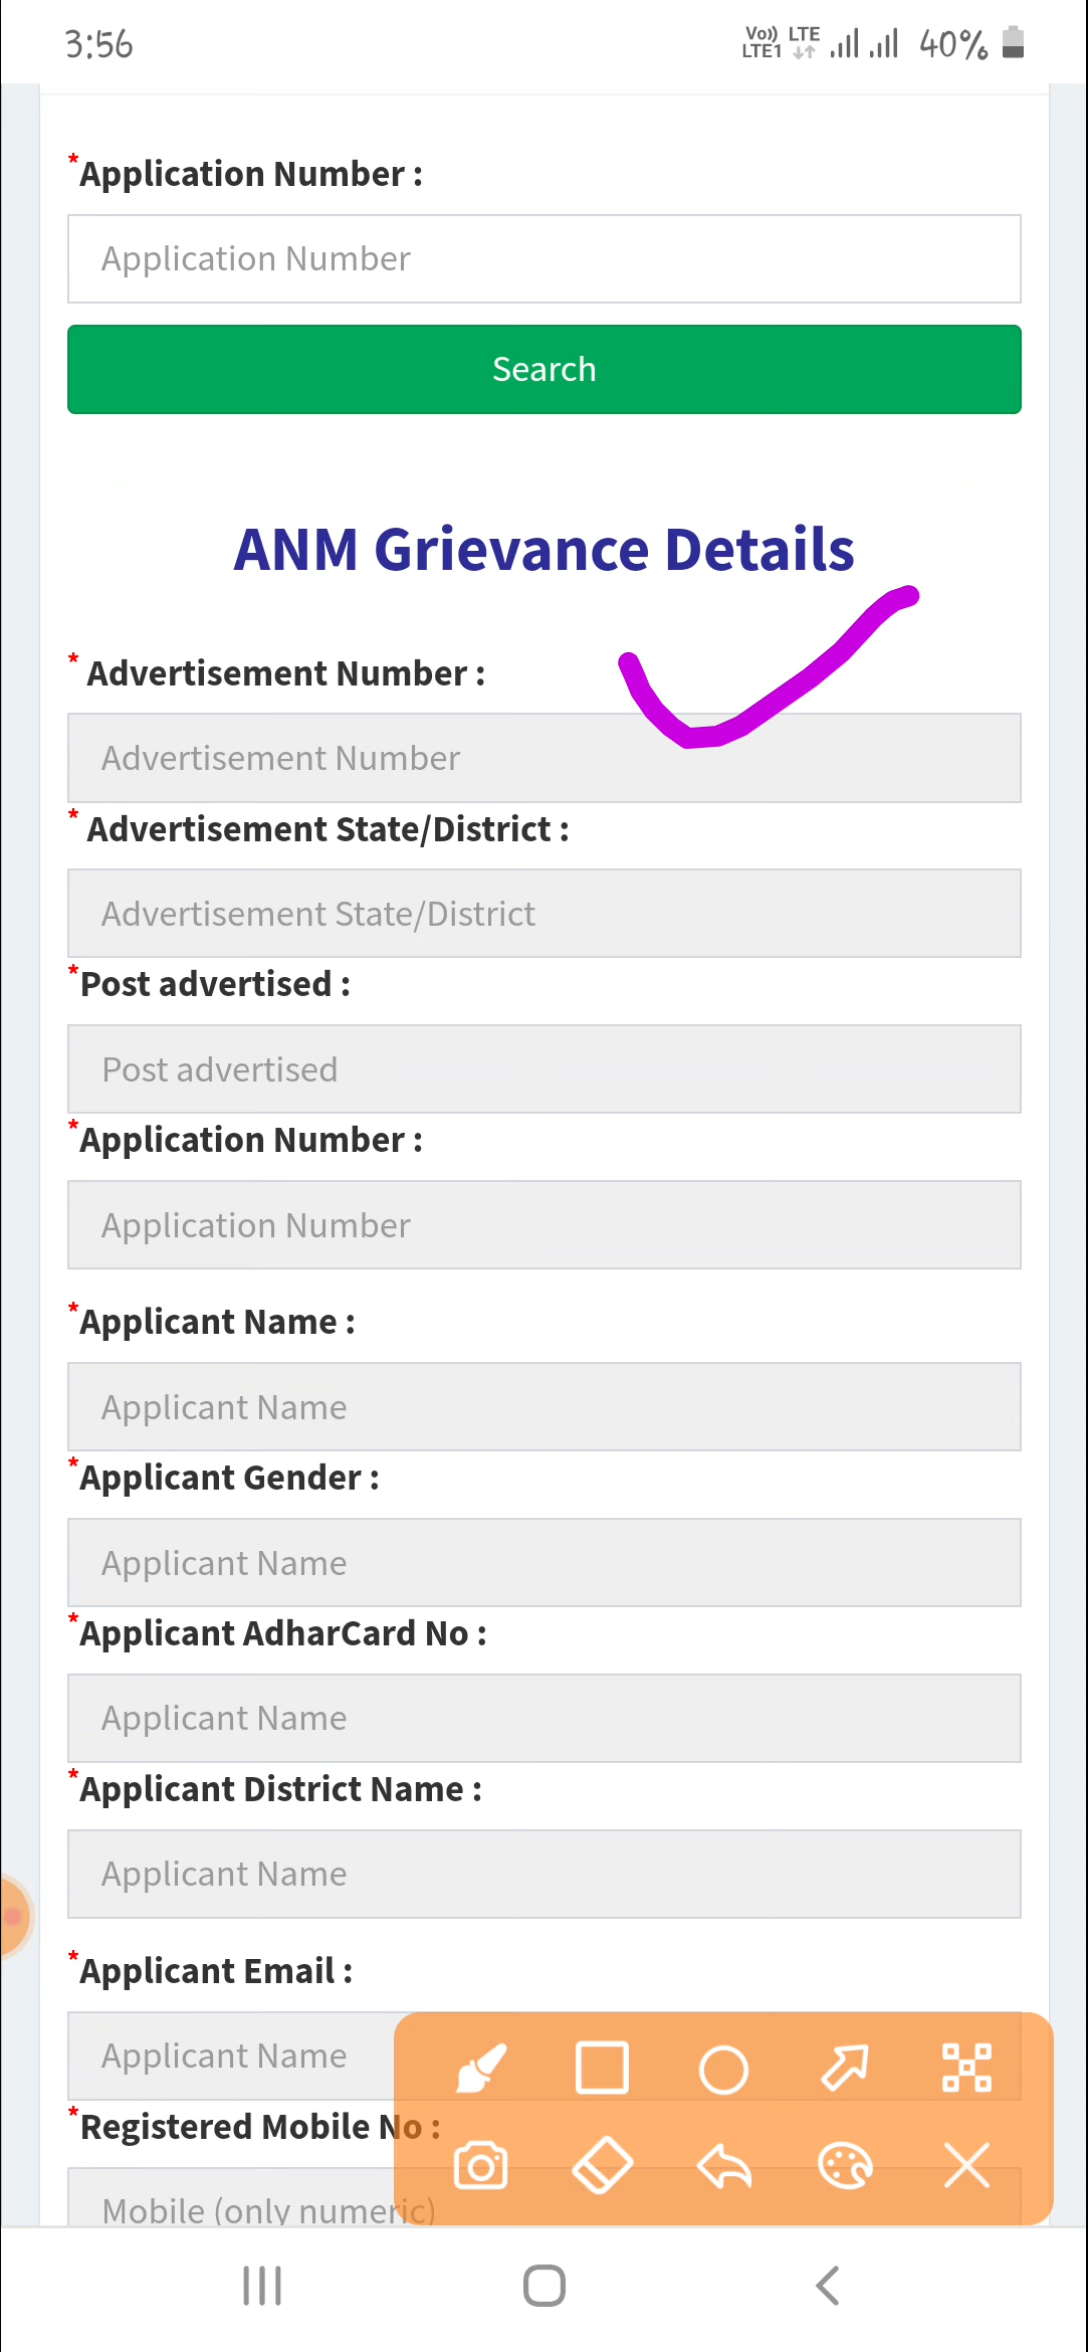 3:56
Vo)) LTE
LTE1
40%
*Application Number :
Application Number
Search
ANM Grievance Details
* Advertisement Number :
Advertisement Number
* Advertisement State/District :
Advertisement State/District
*Post advertised :
Post advertised
*Application Number :
Application Number
*Applicant Name :
Applicant Name
*Applicant Gender :
Applicant Name
*Applicant AdharCard No :
Applicant Name
*Applicant District Name :
Applicant Name
*Applicant Email :
Applicant Name
*Registered Mobile No :
Mobile (only numeric)